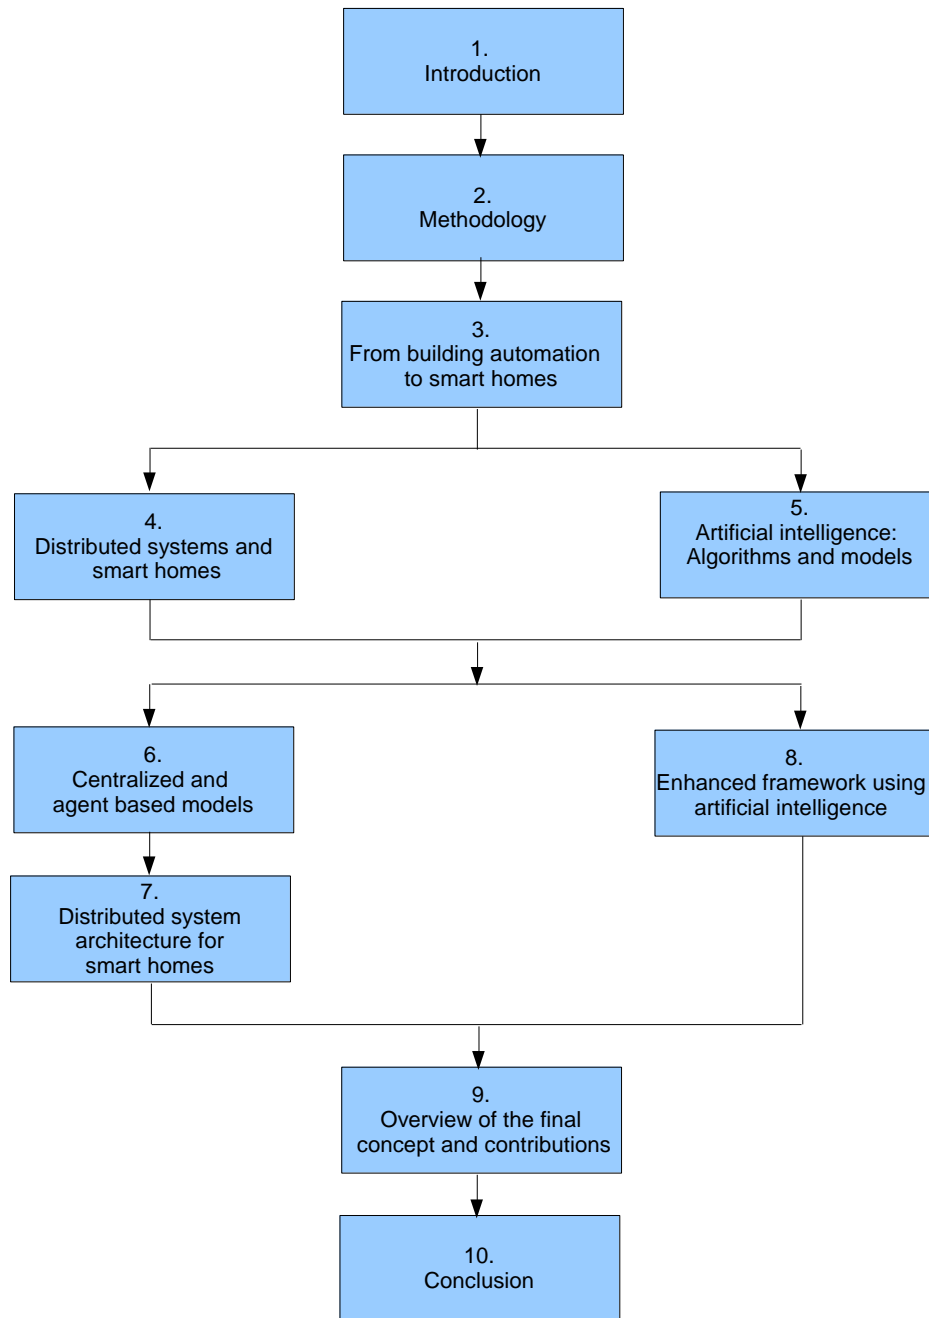 1.
Introduction
2.
Methodology
3.
From building automation
to smart homes
4.
Distributed systems and
smart homes
5.
Artificial intelligence:
Algorithms and models
6.
Centralized and
agent based models
7.
Distributed system
architecture for
smart homes
8.
Enhanced framework using
artificial intelligence
9.
Overview of the final
concept and contributions
10.
Conclusion